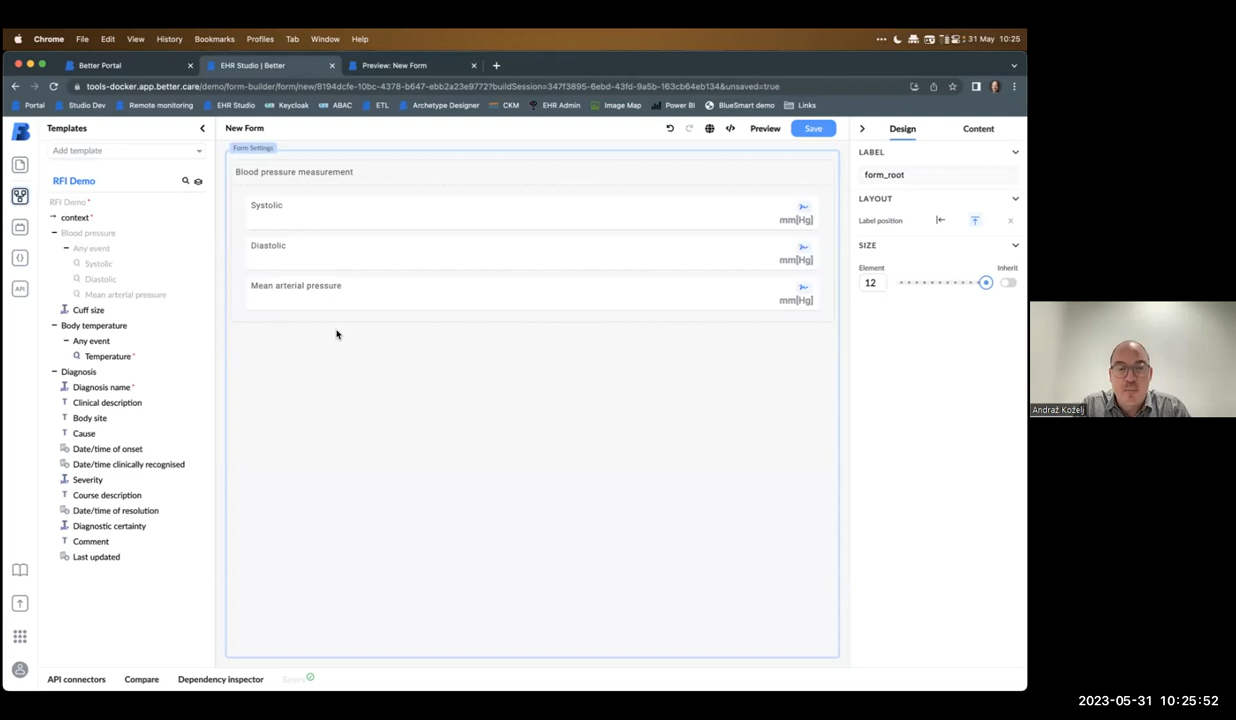 Chrome File Edit View History Bookmarks Profiles Tab Window Help 31 May 10:25
Better Portal EHR Studio | Better Preview: New Form
tools-docker.app.better.care/demo/form-builder/form/new/8194dcfe-10bc-4378-b647-ebb2a23e9772?buildSession=347f3895-6ebd-43fd-9a5b-163cb64eb134&unsaved=true
Portal Studio Dev Remote monitoring EHR Studio Keycloak ABAC ETL Archetype Designer CKM EHR Admin Image Map Power BI BlueSmart demo Links
Templates New Form Preview Save Design Content
Form Settings
Add template
LABEL
Blood pressure measurement
form_root
RFI Demo
LAYOUT
RFI Demo *
Systolic
mm[Hg]
context *
Label position
Blood pressure
Any event
Diastolic
mm[Hg]
SIZE
Systolic
Element Inherit
Diastolic
12
Mean arterial pressure
Mean arterial pressure
mm[Hg]
Cuff size
Body temperature
Any event
Temperature *
Diagnosis
Diagnosis name *
Clinical description
Body site
Cause
Date/time of onset
Date/time clinically recognised
Severity
Course description
Date/time of resolution
Diagnostic certainty
Comment
Last updated
API
API connectors Compare Dependency inspector Errors
Andraž Koželj
2023-05-31 10:25:52